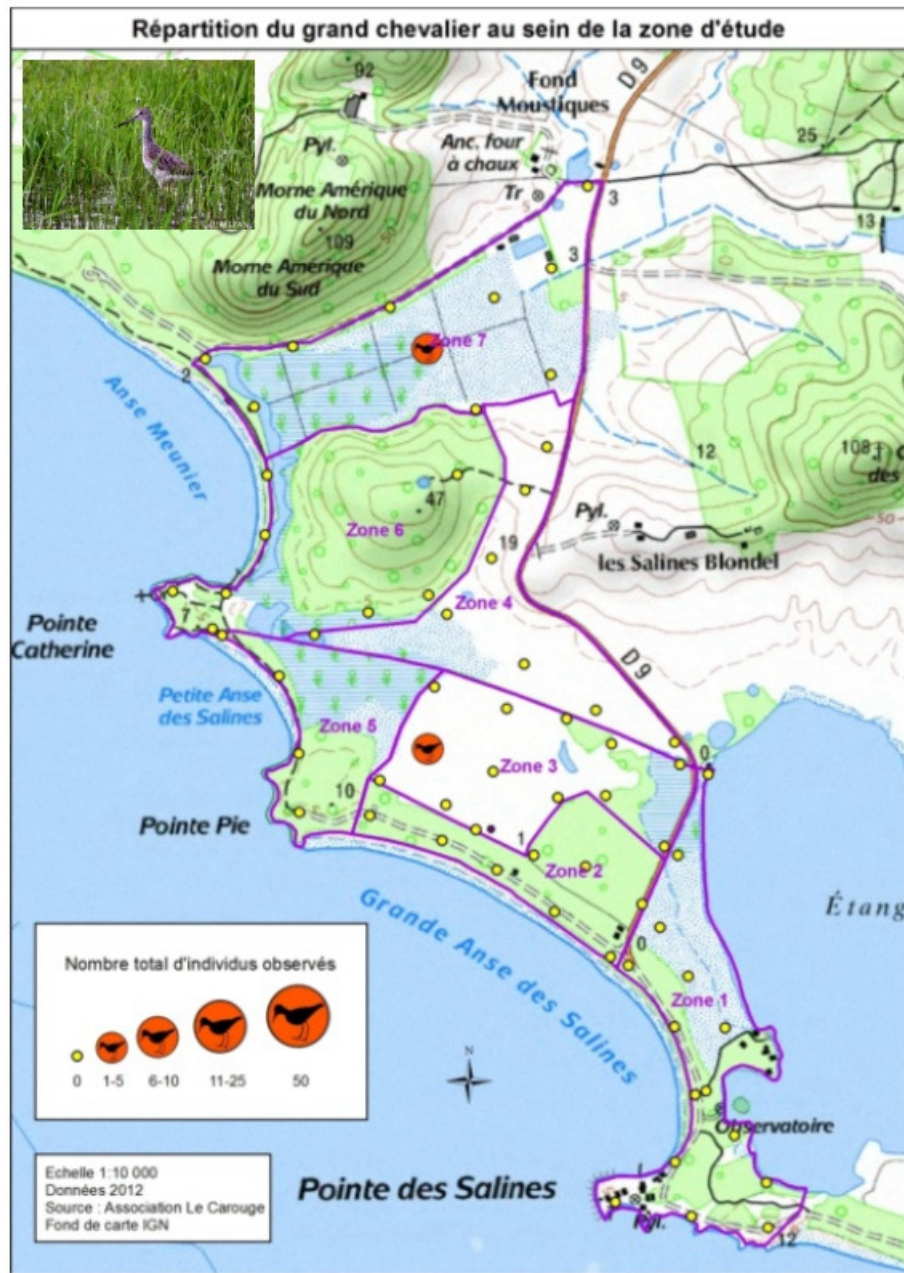 Répartition du grand chevalier au sein de la zone d'étude
92
Fond
Moustiques
D 9
25
Pyl.
Anc. four
à chaux
Morne Amérique
du Nord
Tr
3
13
109
3
Morne Amérique
du Sud
Zone 7
2
Anse Meunier
12
108
des
47
Pyl.
50
Zone 6
19
les Salines Blondel
Zone 4
7
5
Pointe
Catherine
D 9
Petite Anse
des Salines
Zone 5
0
Zone 3
10
Pointe Pie
1
Zone 2
Étang
Grande Anse des Salines
0
Zone 1
Nombre total d'individus observés
0 1-5 6-10 11-25 50
N
Observatoire
Echelle 1:10 000
Données 2012
Source : Association Le Carouge
Fond de carte IGN
Pointe des Salines
Pyl.
12